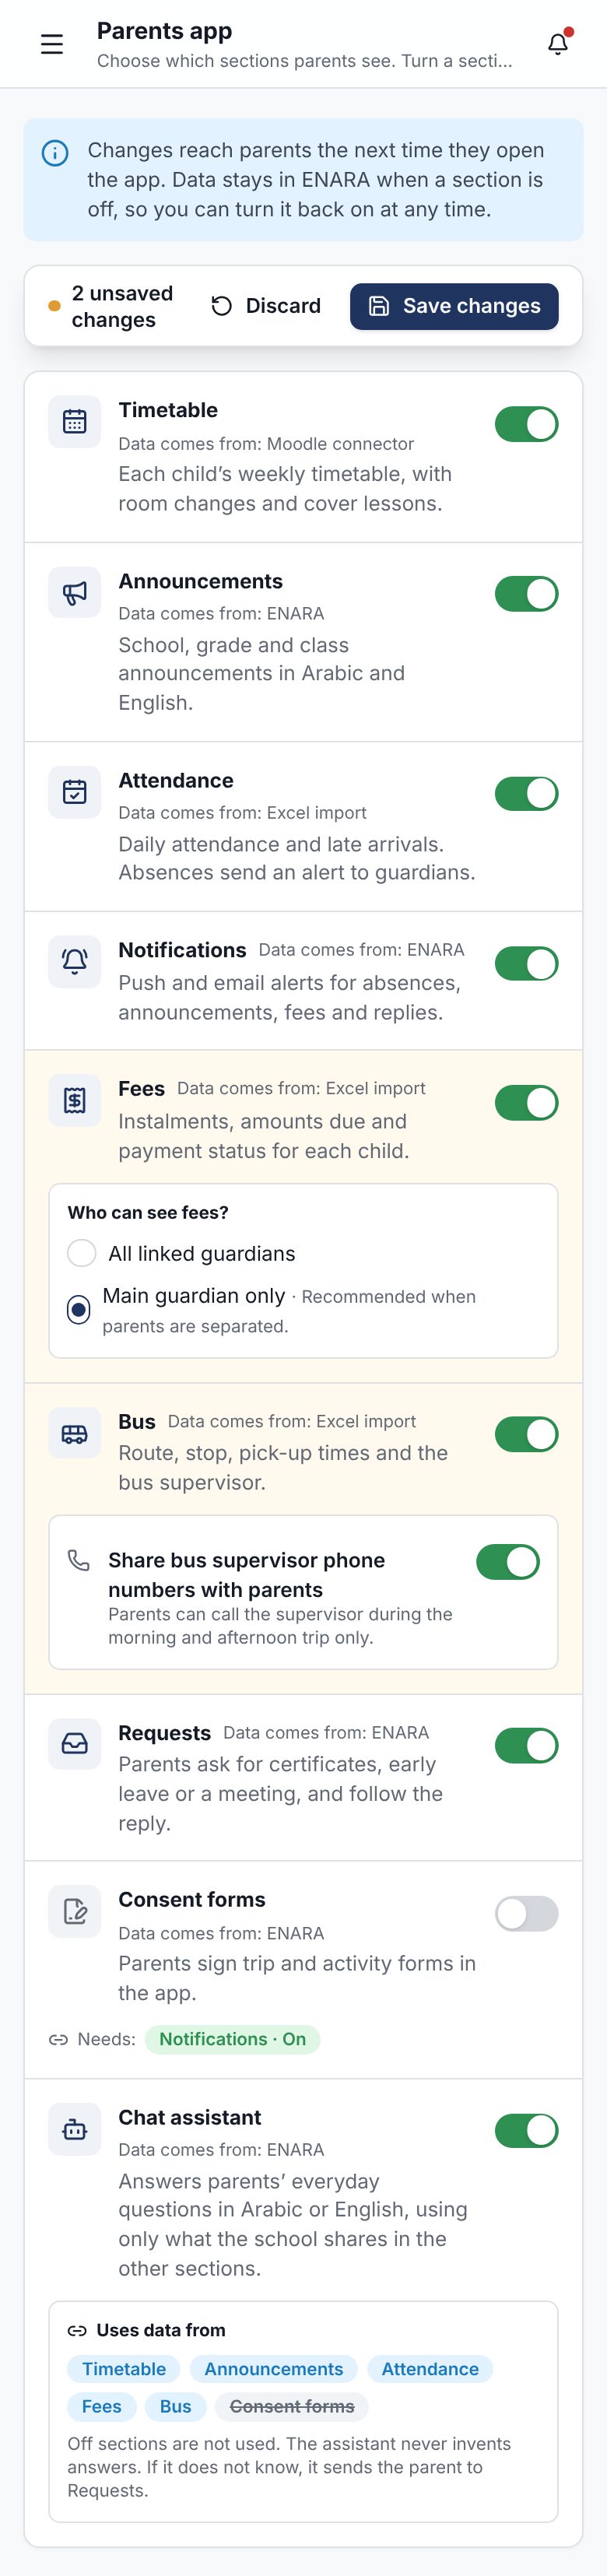 Parents app
Choose which sections parents see. Turn a secti...
Changes reach parents the next time they open
the app. Data stays in ENARA when a section is
off, so you can turn it back on at any time.
2 unsaved
changes
Discard
Save changes
Timetable
Data comes from: Moodle connector
Each child’s weekly timetable, with
room changes and cover lessons.
Announcements
Data comes from: ENARA
School, grade and class
announcements in Arabic and
English.
Attendance
Data comes from: Excel import
Daily attendance and late arrivals.
Absences send an alert to guardians.
Notifications Data comes from: ENARA
Push and email alerts for absences,
announcements, fees and replies.
Fees Data comes from: Excel import
Instalments, amounts due and
payment status for each child.
Who can see fees?
All linked guardians
Main guardian only · Recommended when
parents are separated.
Bus Data comes from: Excel import
Route, stop, pick-up times and the
bus supervisor.
Share bus supervisor phone
numbers with parents
Parents can call the supervisor during the
morning and afternoon trip only.
Requests Data comes from: ENARA
Parents ask for certificates, early
leave or a meeting, and follow the
reply.
Consent forms
Data comes from: ENARA
Parents sign trip and activity forms in
the app.
Needs: Notifications · On
Chat assistant
Data comes from: ENARA
Answers parents’ everyday
questions in Arabic or English, using
only what the school shares in the
other sections.
Uses data from
Timetable Announcements Attendance
Fees Bus Consent forms
Off sections are not used. The assistant never invents
answers. If it does not know, it sends the parent to
Requests.